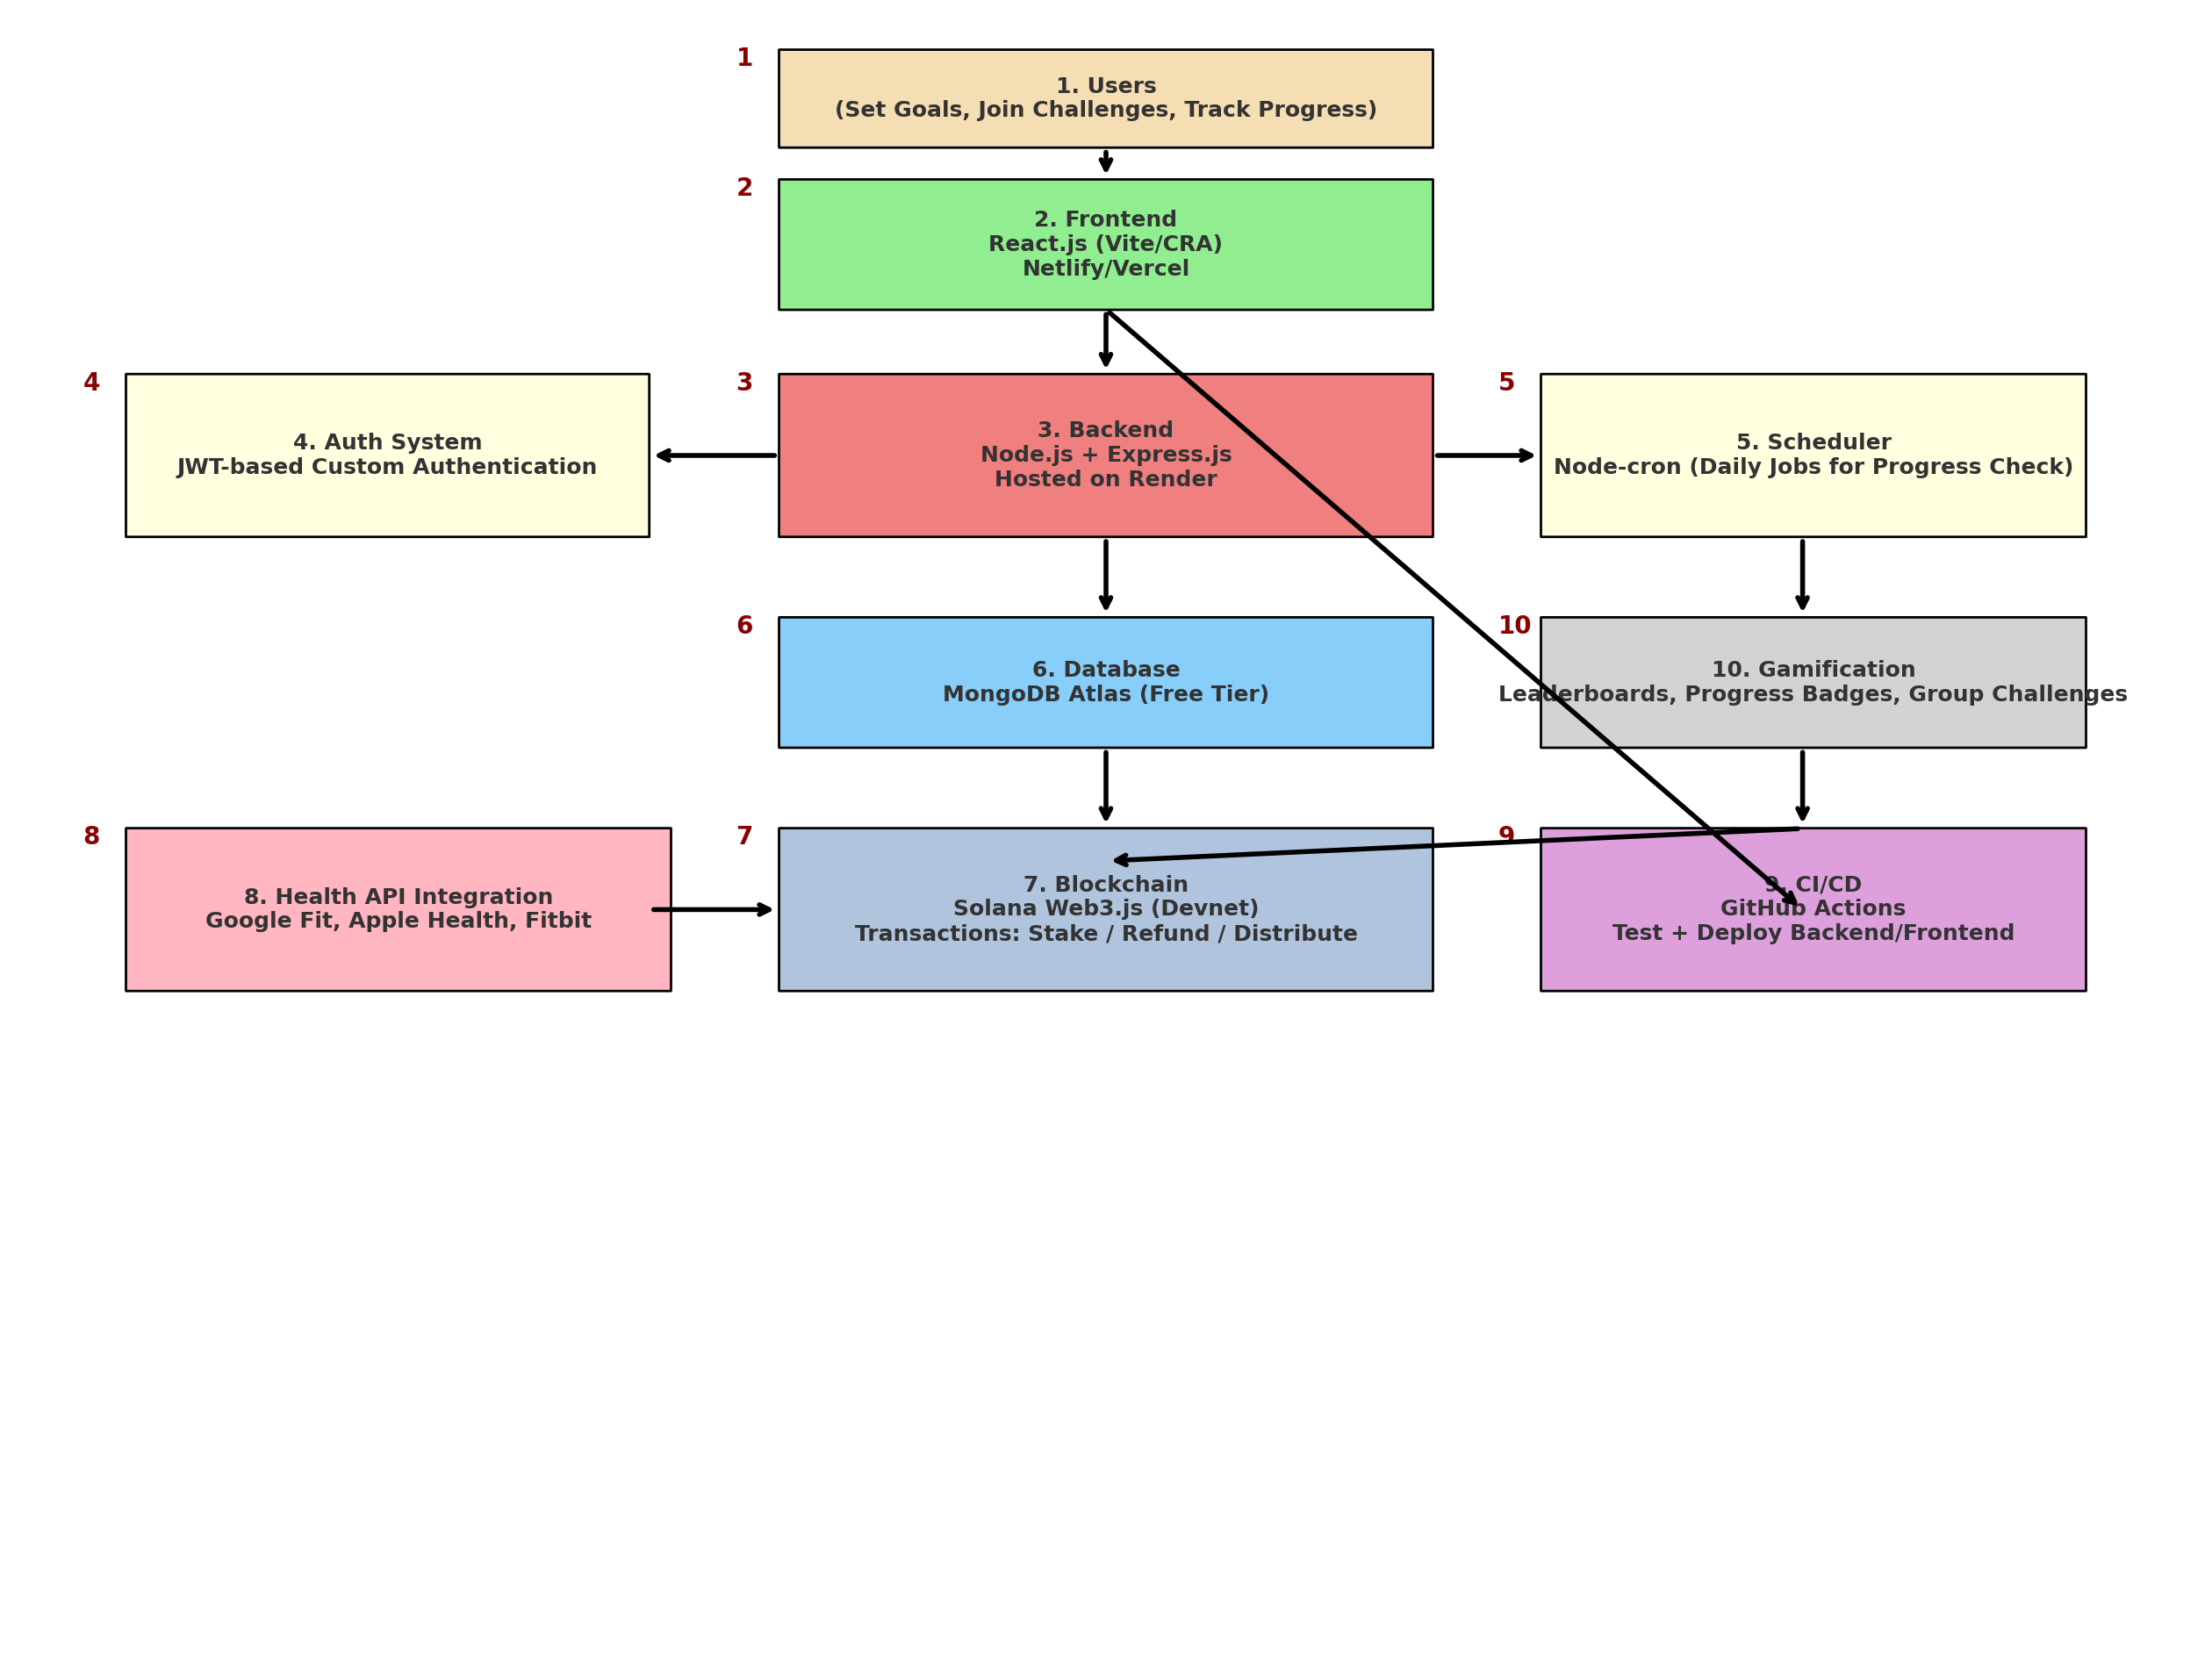 1
1. Users
(Set Goals, Join Challenges, Track Progress)
2
2. Frontend
React.js (Vite/CRA)
Netlify/Vercel
4
4. Auth System
JWT-based Custom Authentication
3
3. Backend
Node.js + Express.js
Hosted on Render
5
5. Scheduler
Node-cron (Daily Jobs for Progress Check)
6
6. Database
MongoDB Atlas (Free Tier)
10
10. Gamification
Leaderboards, Progress Badges, Group Challenges
8
8. Health API Integration
Google Fit, Apple Health, Fitbit
7
7. Blockchain
Solana Web3.js (Devnet)
Transactions: Stake / Refund / Distribute
9
9. CI/CD
GitHub Actions
Test + Deploy Backend/Frontend